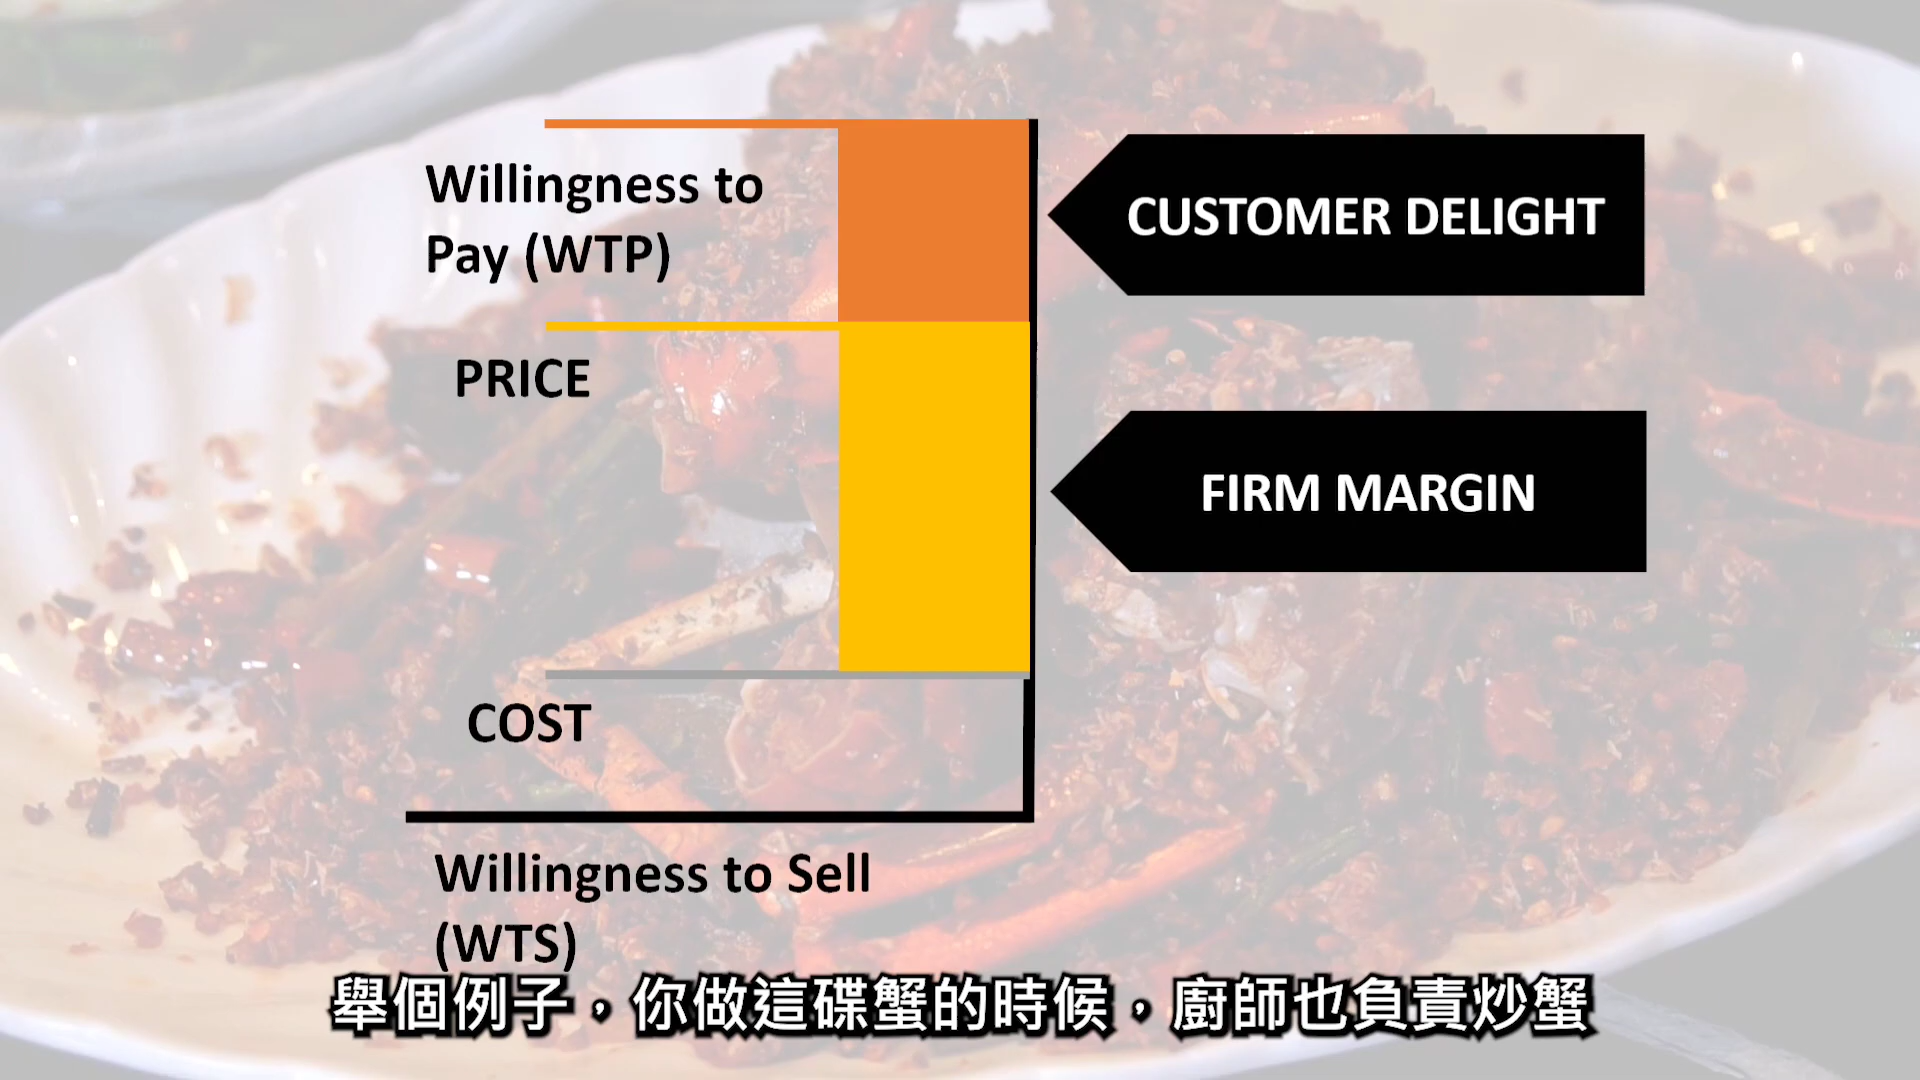 Willingness to
Pay (WTP)
CUSTOMER DELIGHT
PRICE
FIRM MARGIN
COST
Willingness to Sell
(WTS)
舉個例子，你做這碟蟹的時候，廚師也負責炒蟹